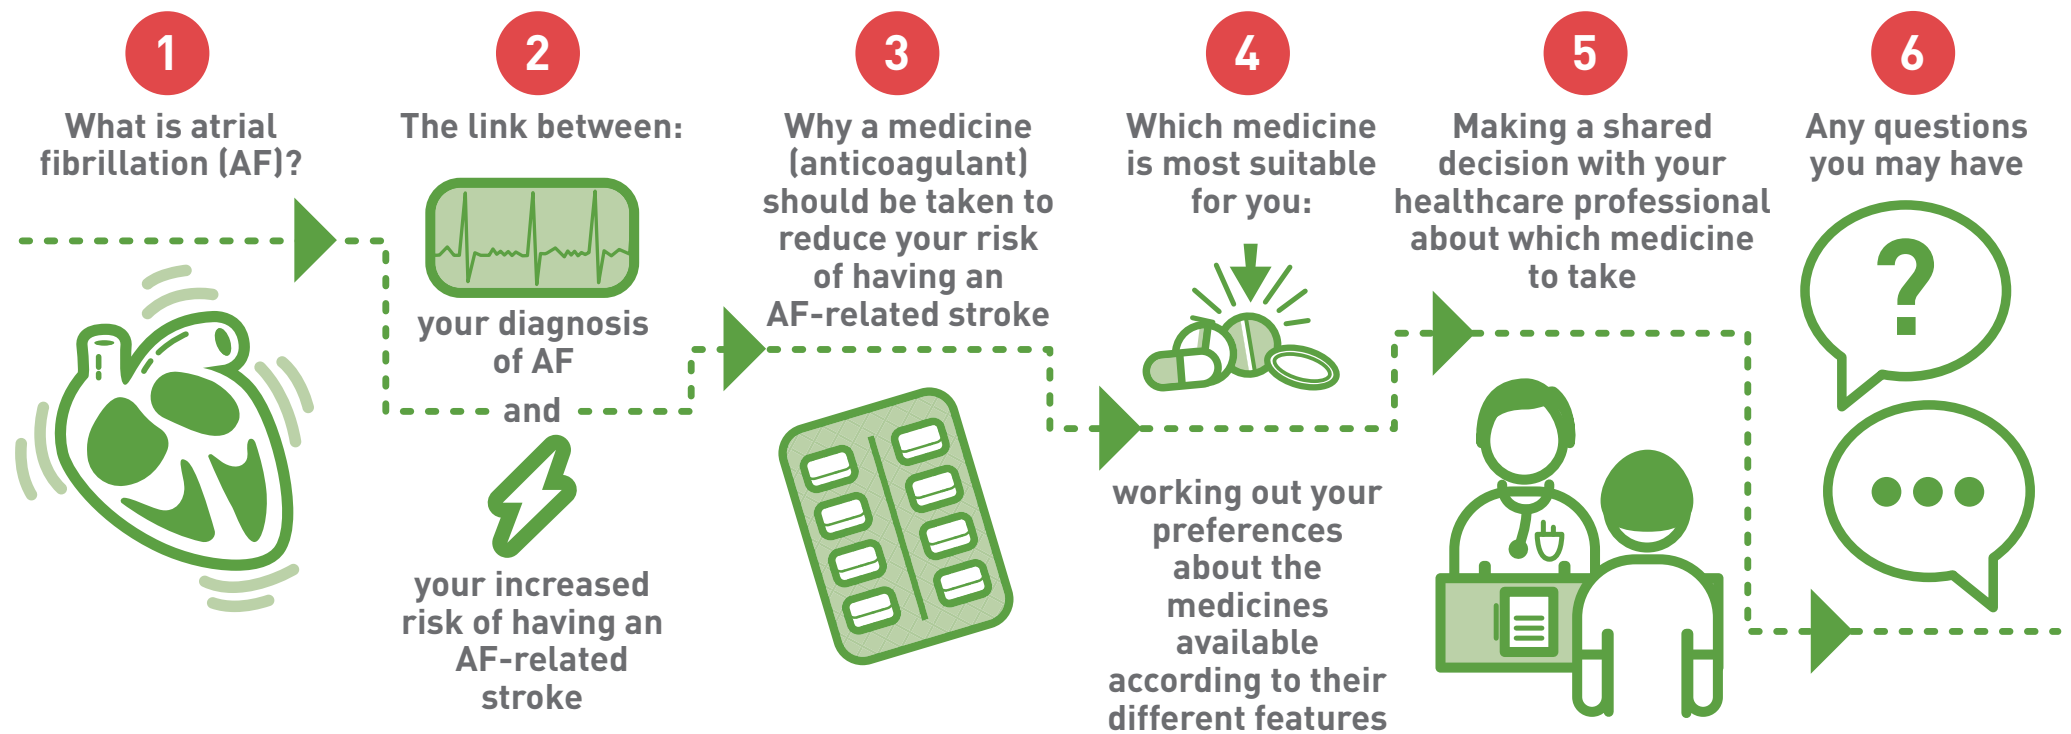 1
What is atrial
fibrillation (AF)?
2
The link between:
your diagnosis
of AF
and
your increased
risk of having an
AF-related
stroke
3
Why a medicine
(anticoagulant)
should be taken to
reduce your risk
of having an
AF-related stroke
4
Which medicine
is most suitable
for you:
working out your
preferences
about the
medicines
available
according to their
different features
5
Making a shared
decision with your
healthcare professional
about which medicine
to take
6
Any questions
you may have
?